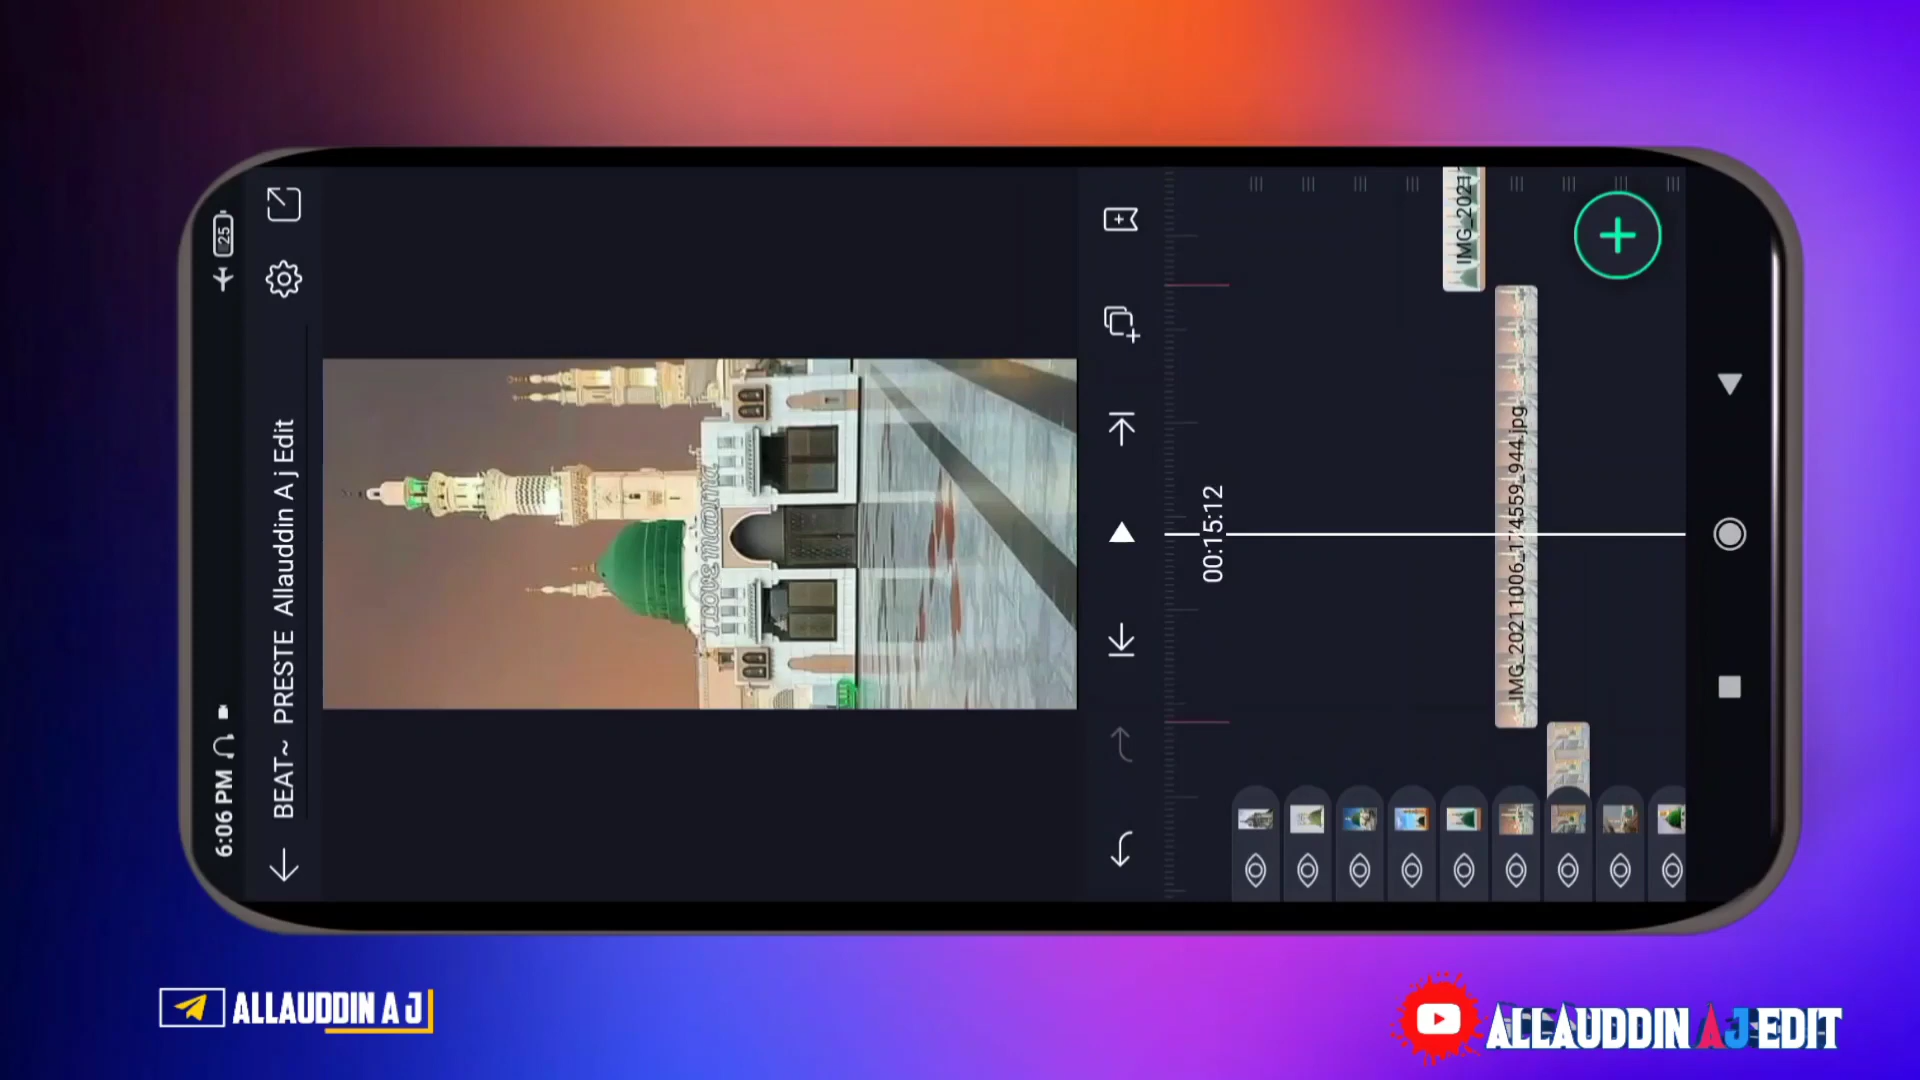 6:06 PM
25
BEAT~ PRESTE Allauddin A j Edit
I love madina
00:15:12
IMG_2021
IMG_20211006_174559_944.jpg
ALLAUDDIN A J
ALLAUDDIN AJ EDIT